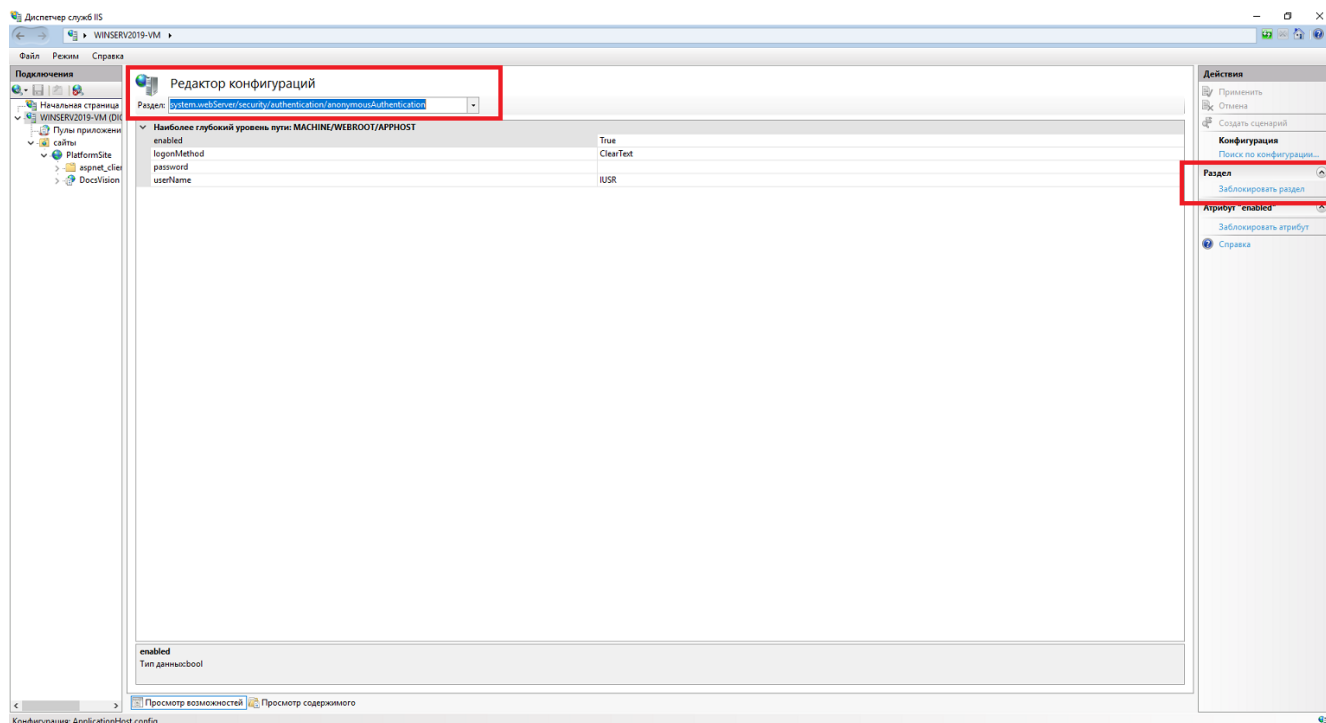 Диспетчер служб IIS
WINSERV2019-VM
Файл Режим Справка
Подключения
Начальная страница
WINSERV2019-VM
Пулы приложени
сайты
PlatformSite
aspnet_clie
DocsVision
Редактор конфигураций
Раздел: system.webServer/security/authentication/anonymousAuthentication
Наиболее глубокий уровень пути: MACHINE/WEBROOT/APPHOST
enabled True
logonMethod ClearText
password
userName IUSR
enabled
Тип данных:bool
Просмотр возможностей Просмотр содержимого
Действия
Применить
Отмена
Создать сценарий
Конфигурация
Поиск по конфигурации...
Раздел
Заблокировать раздел
Атрибут "enabled"
Заблокировать атрибут
Справка
Конфигурация: ApplicationHost.config